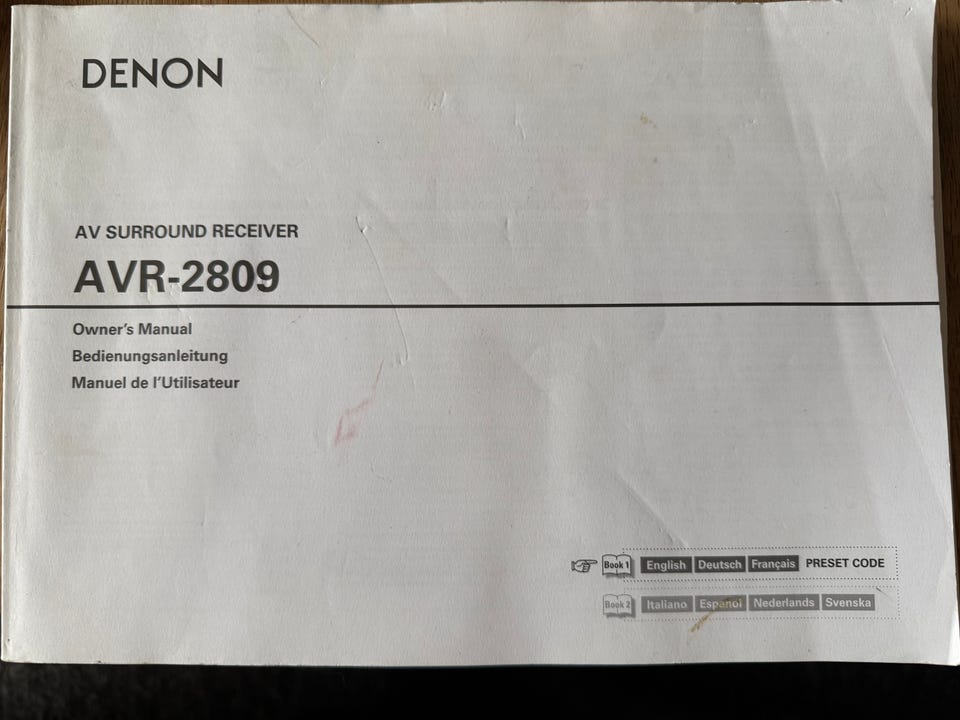 DENON
AV SURROUND RECEIVER
AVR-2809
Owner's Manual
Bedienungsanleitung
Manuel de l'Utilisateur
Book 1 English Deutsch Français PRESET CODE
Book 2 Italiano Español Nederlands Svenska